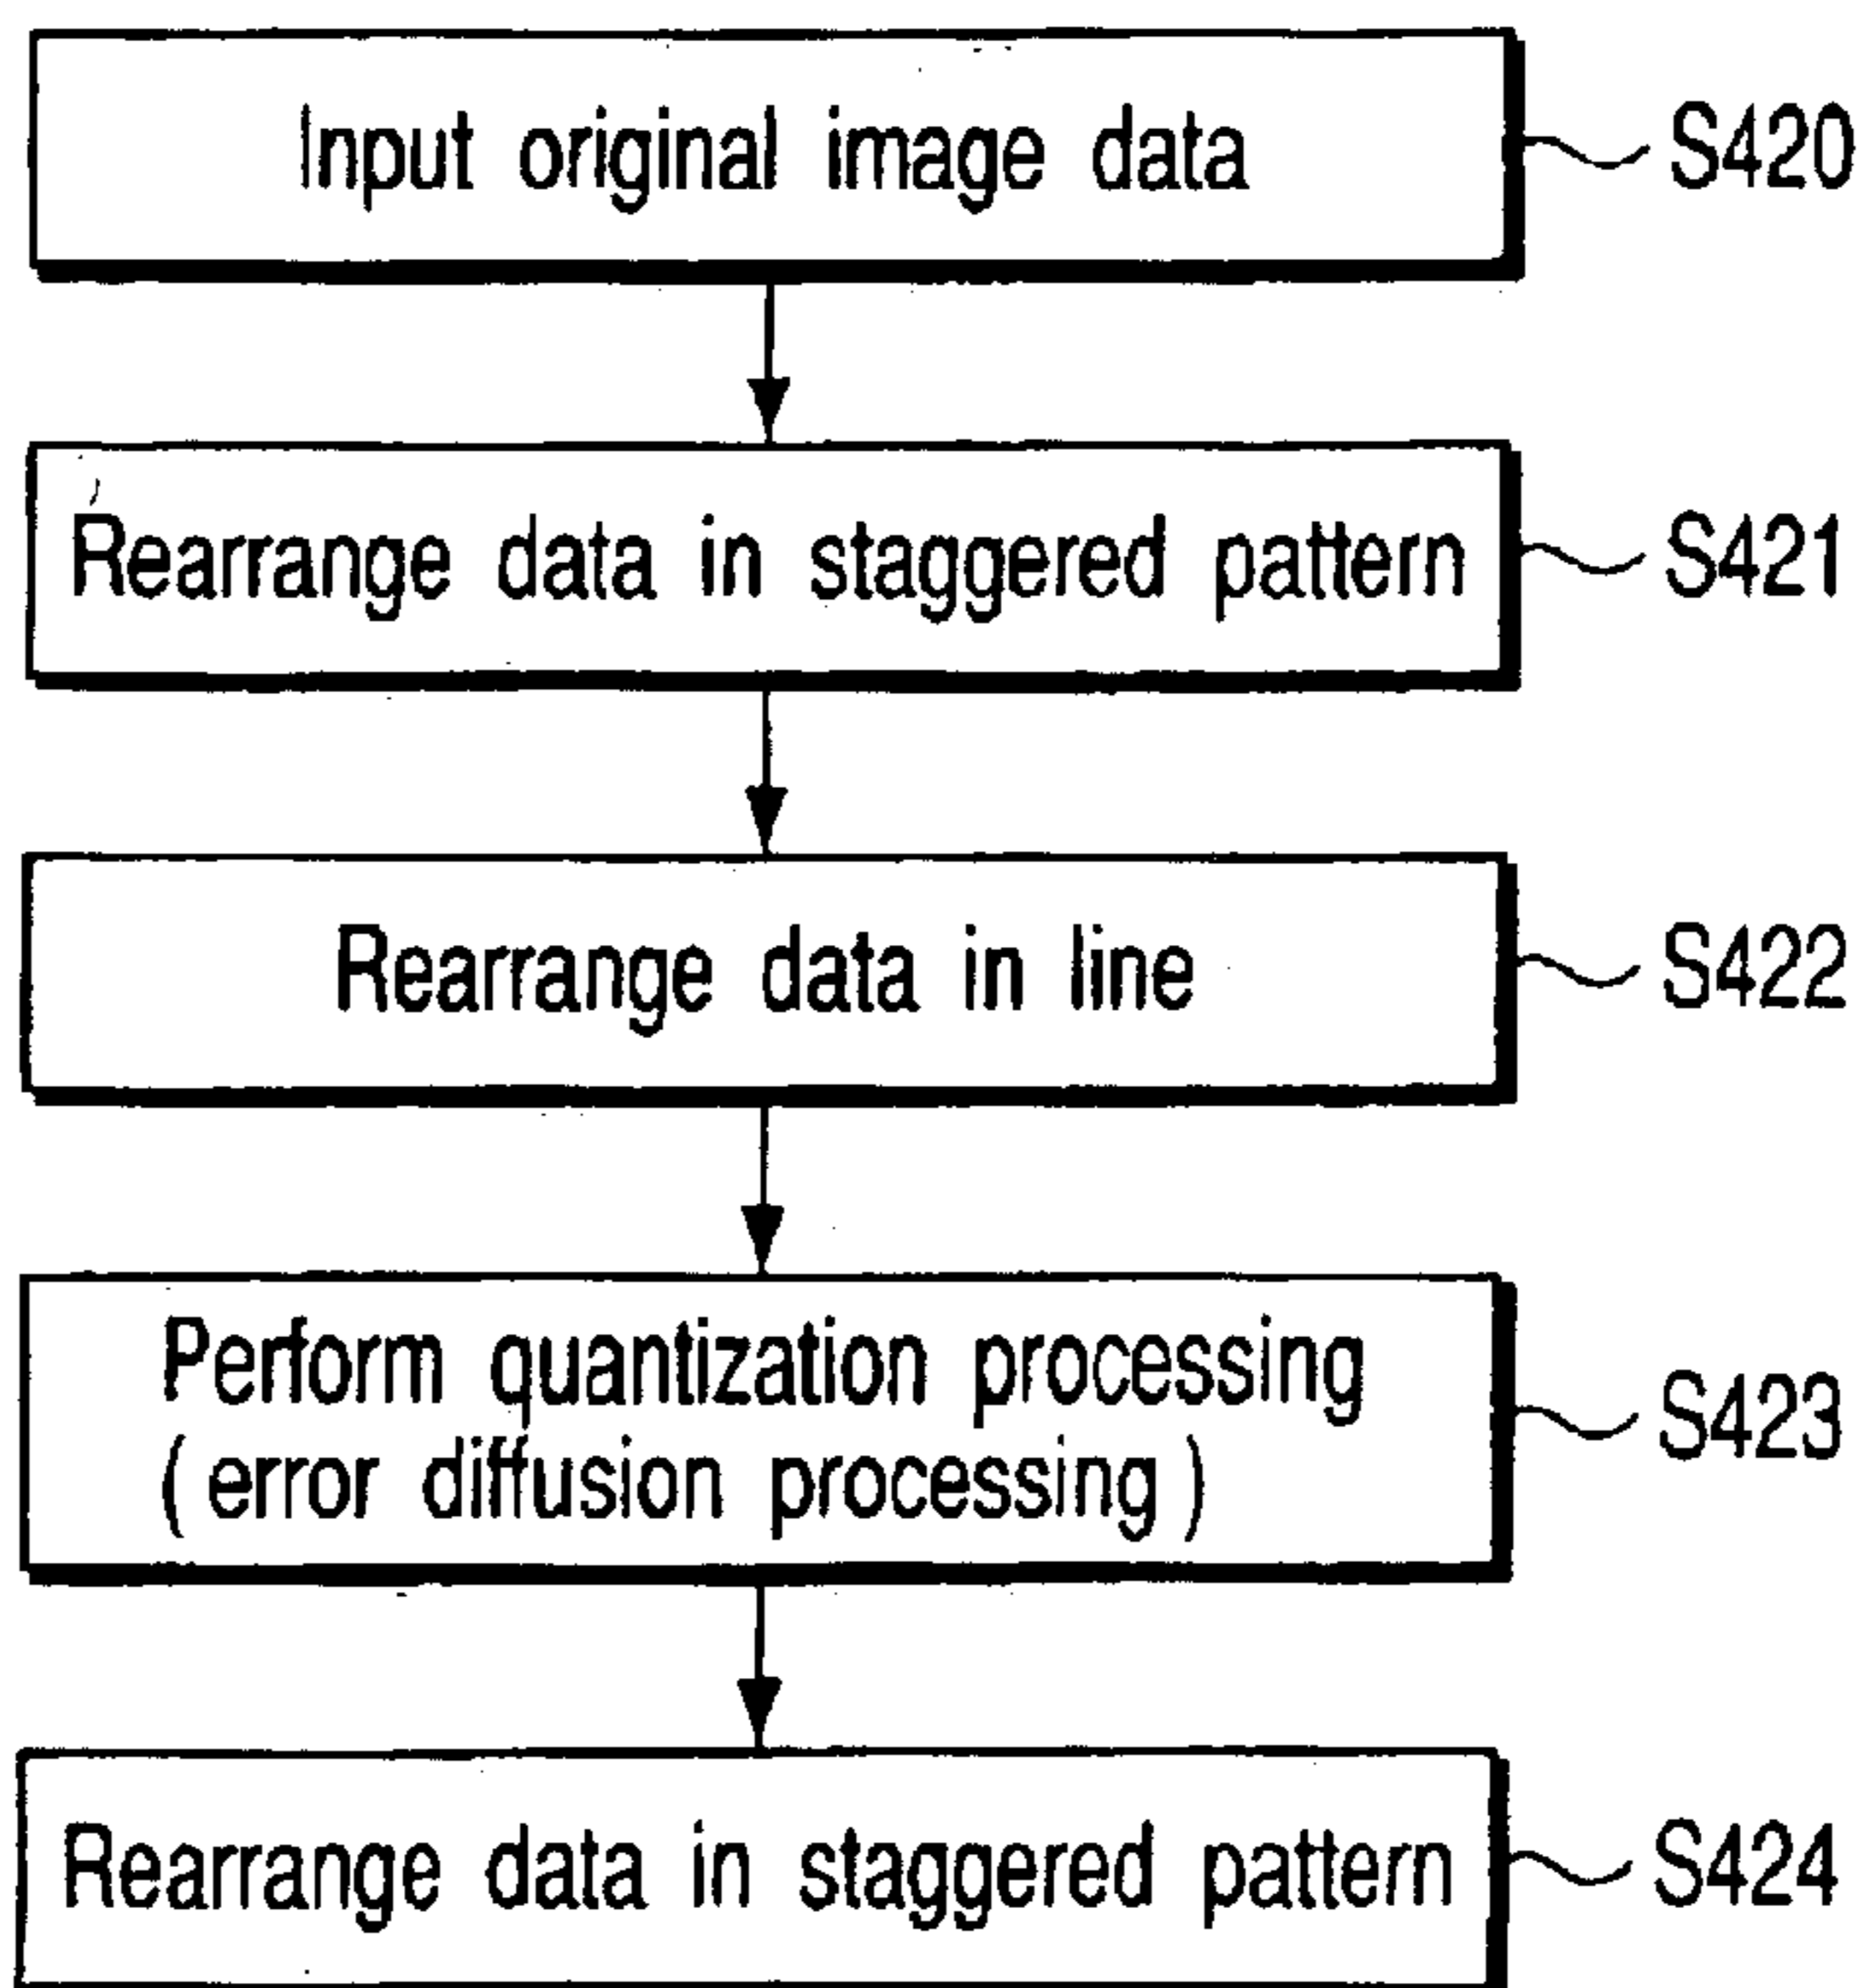 Input original image data
S420
Rearrange data in staggered pattern
S421
Rearrange data in line
S422
Perform quantization processing
(error diffusion processing)
S423
Rearrange data in staggered pattern
S424